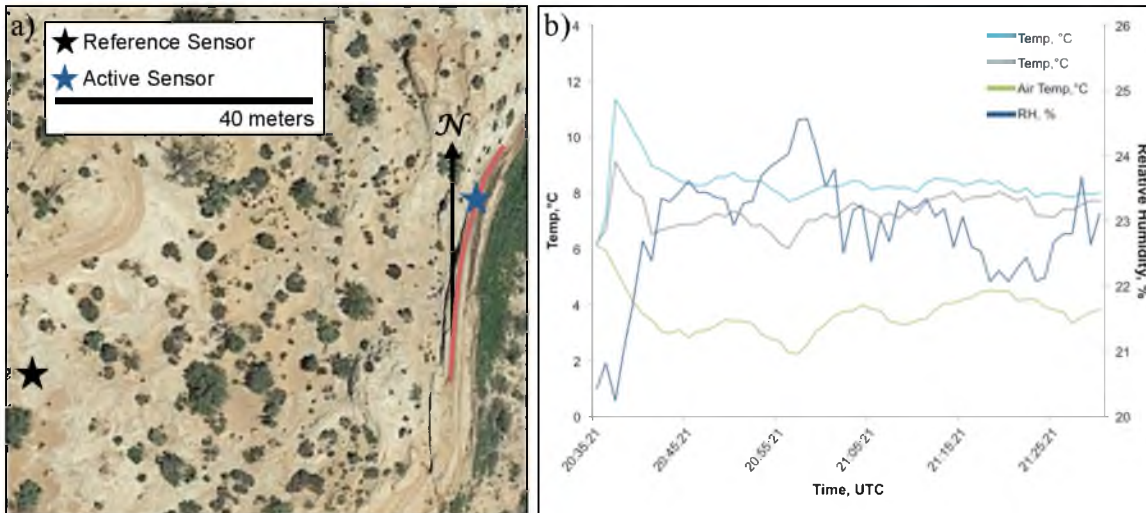 a)
Reference Sensor
Active Sensor
40 meters
N
b)
14
12
10
8
6
4
2
0
Temp,°C
26
25
24
23
22
21
20
Relative Humidity, %
Temp, °C
Temp,°C
Air Temp,°C
RH, %
20:35:21
20:45:21
20:55:21
21:05:21
21:15:21
21:25:21
Time, UTC